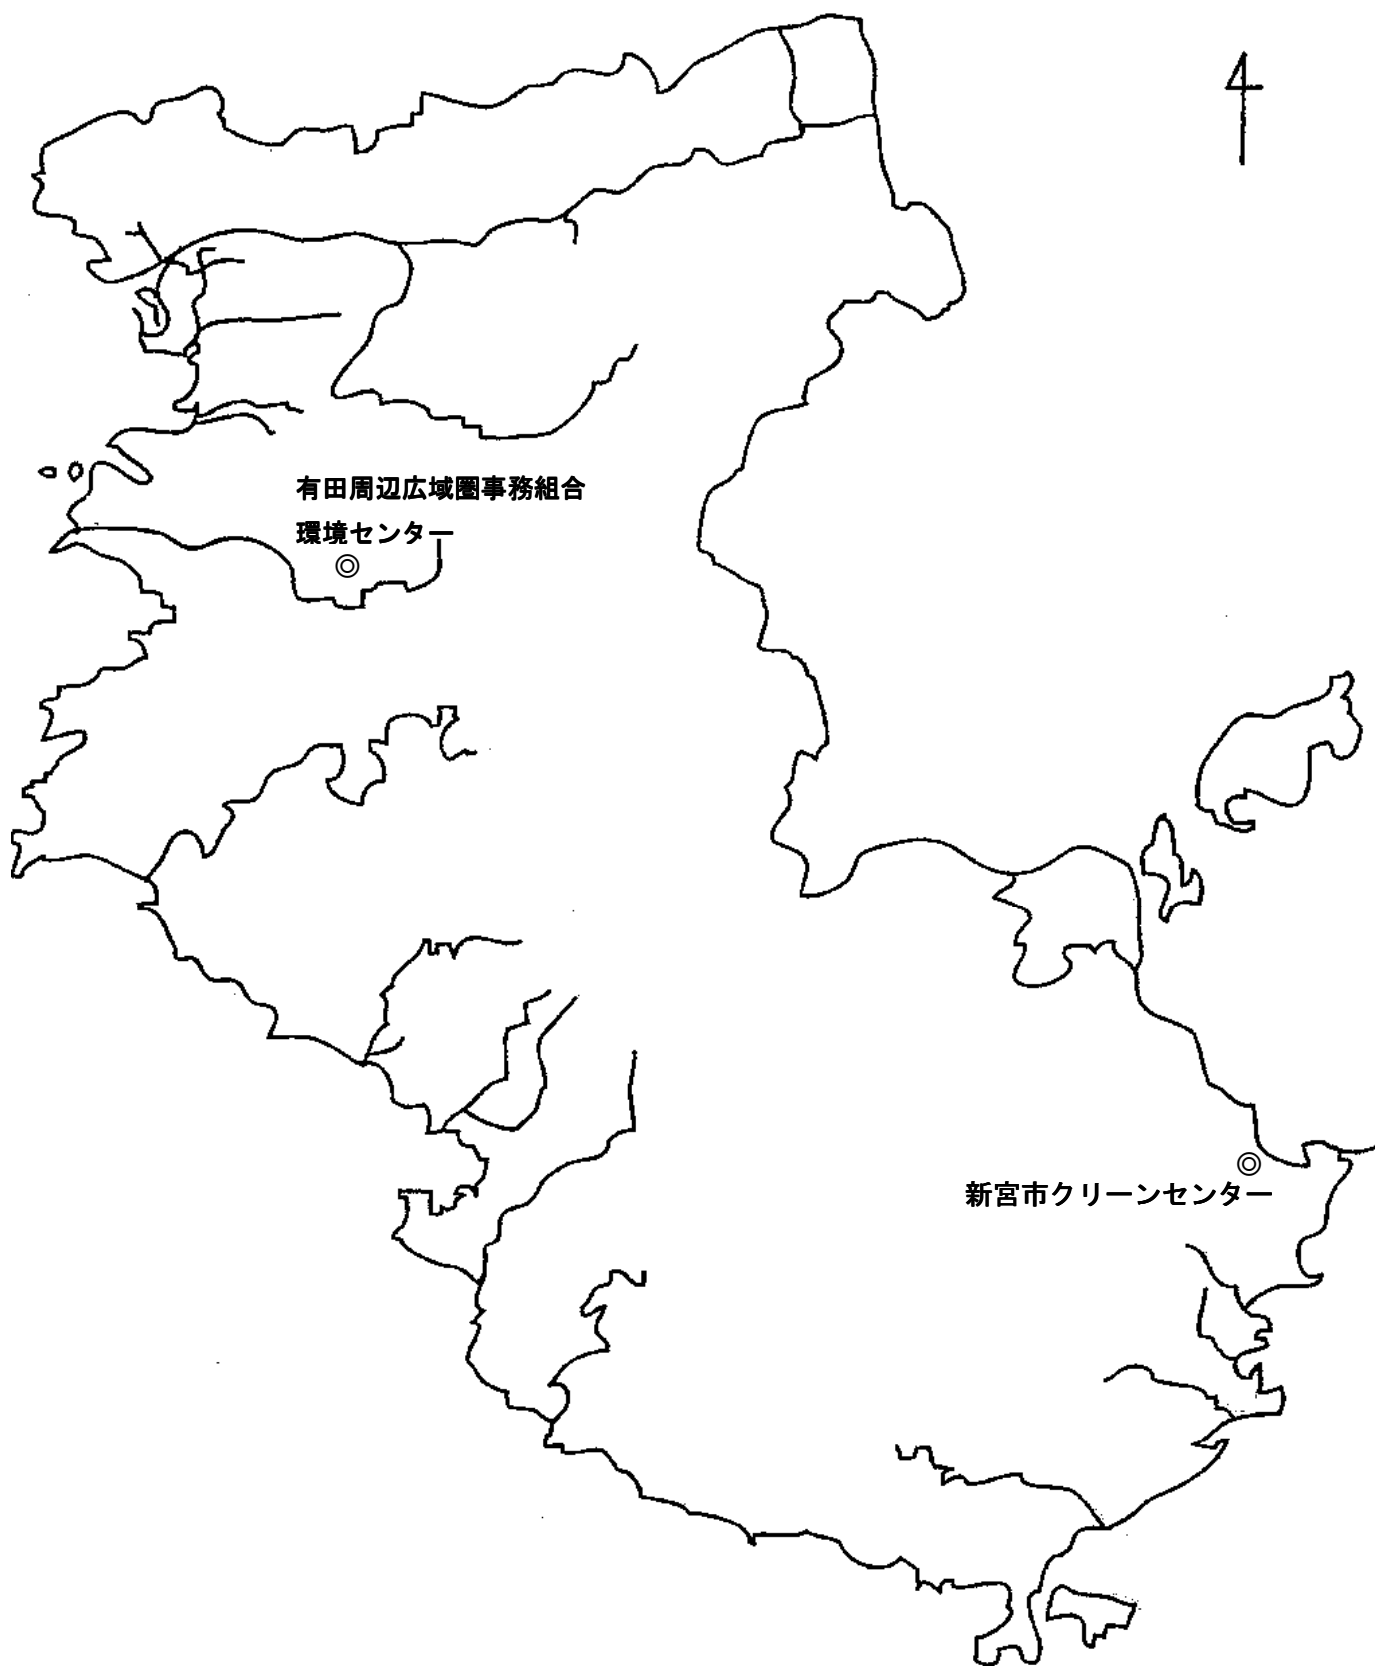 有田周辺広域圏事務組合
環境センター
◎
◎
新宮市クリーンセンター